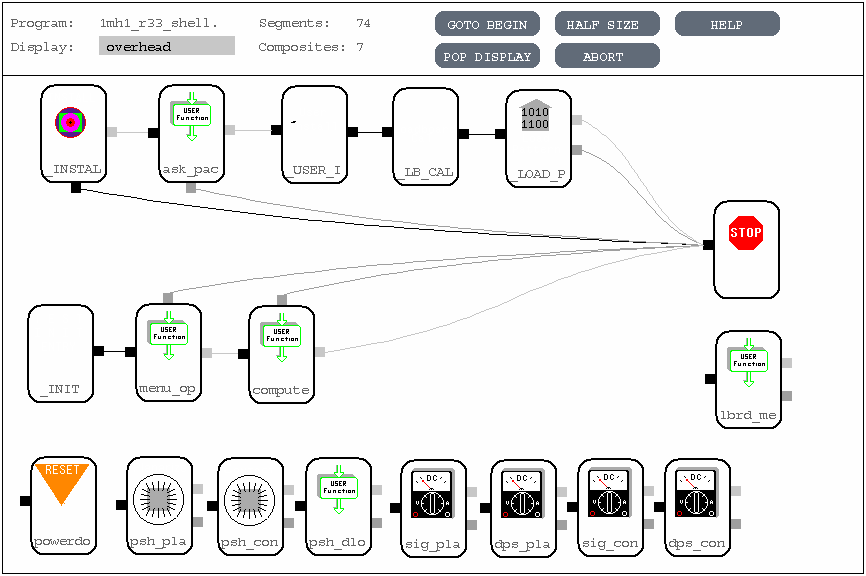 Program: 1mh1_r33_shell. Segments: 74 GOTO BEGIN HALF SIZE HELP
Display: overhead Composites: 7 POP DISPLAY ABORT
USER Function
1010
1100
_INSTAL ask_pac _USER_I _LB_CAL _LOAD_P
STOP
USER Function USER Function
_INIT menu_op compute
USER Function
lbrd_me
RESET USER Function DC V A DC V A DC V A DC V A
powerdo psh_pla psh_con psh_dlo sig_pla dps_pla sig_con dps_con